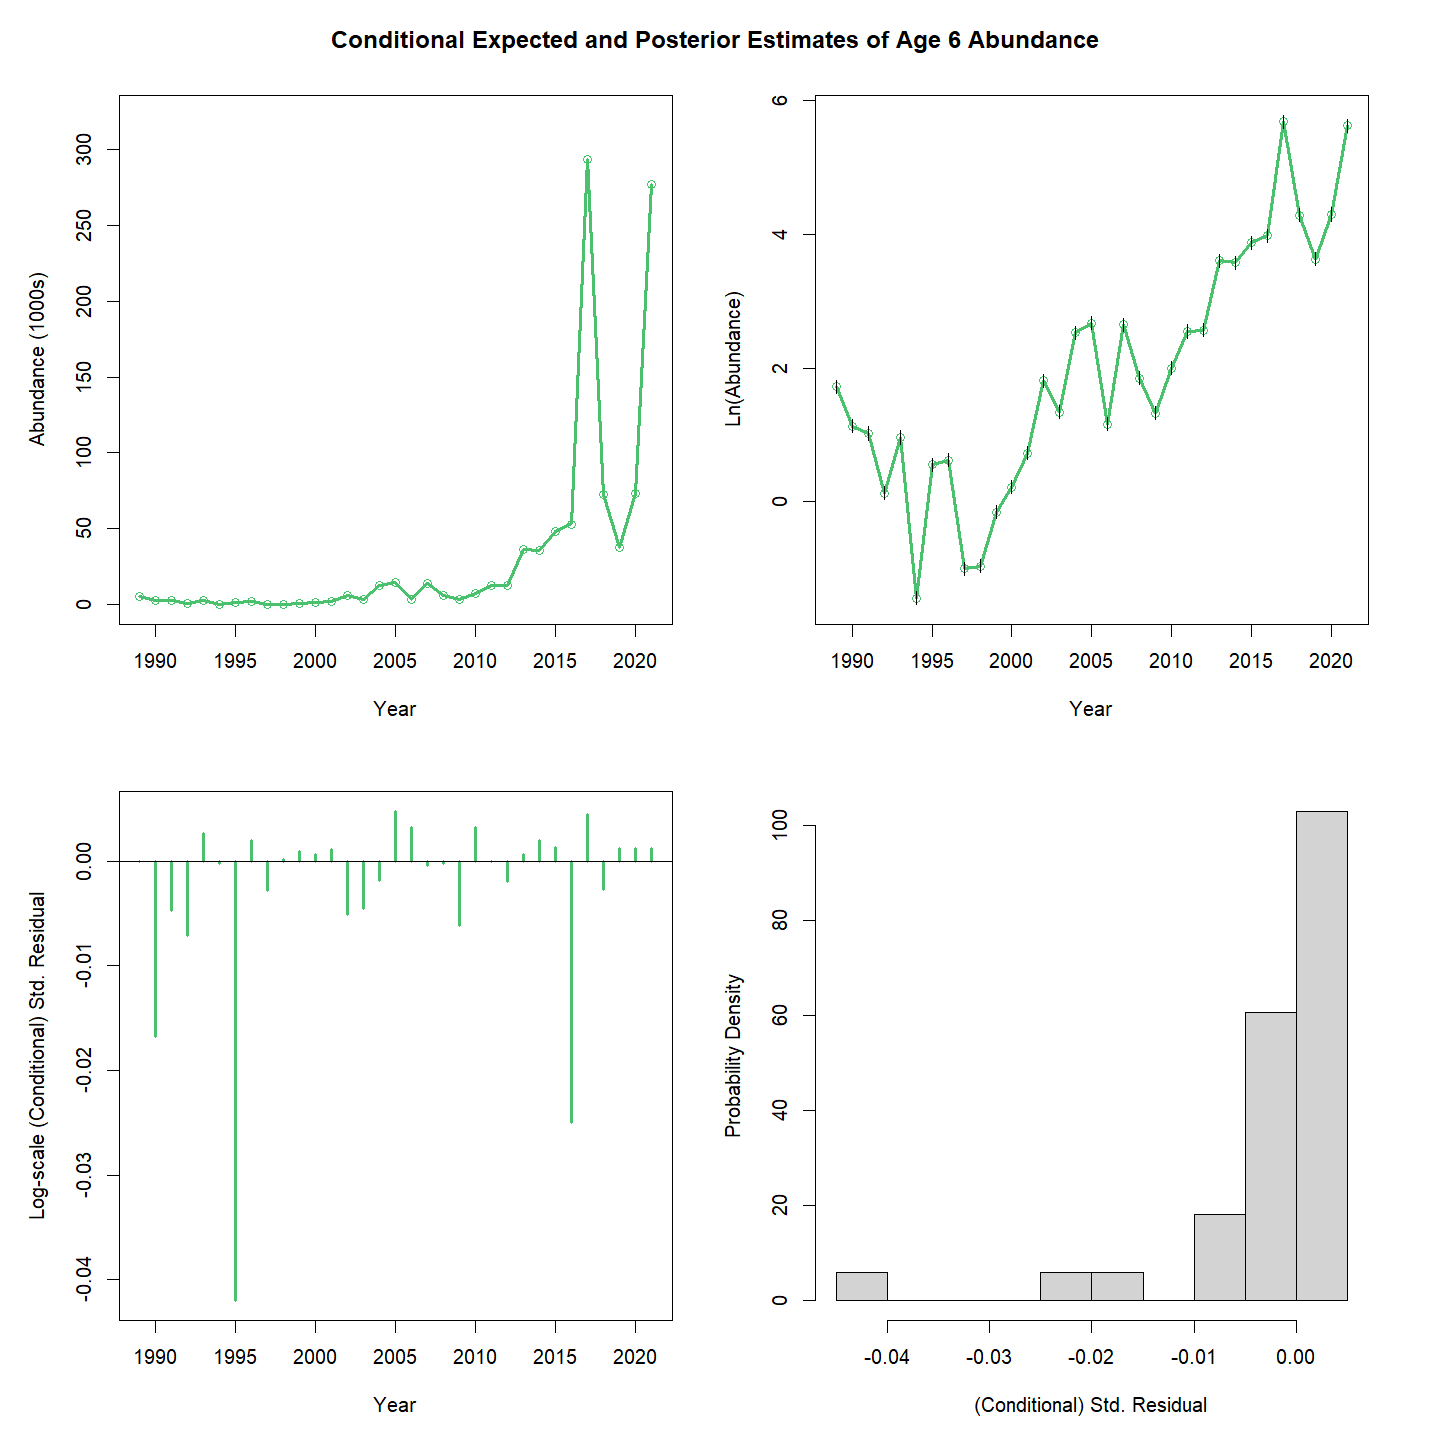 Conditional Expected and Posterior Estimates of Age 6 Abundance
Abundance (1000s)
300
250
200
150
100
50
0
1990 1995 2000 2005 2010 2015 2020
Year
Ln(Abundance)
6
4
2
0
1990 1995 2000 2005 2010 2015 2020
Year
Log-scale (Conditional) Std. Residual
0.00
-0.01
-0.02
-0.03
-0.04
1990 1995 2000 2005 2010 2015 2020
Year
Probability Density
100
80
60
40
20
0
-0.04 -0.03 -0.02 -0.01 0.00
(Conditional) Std. Residual